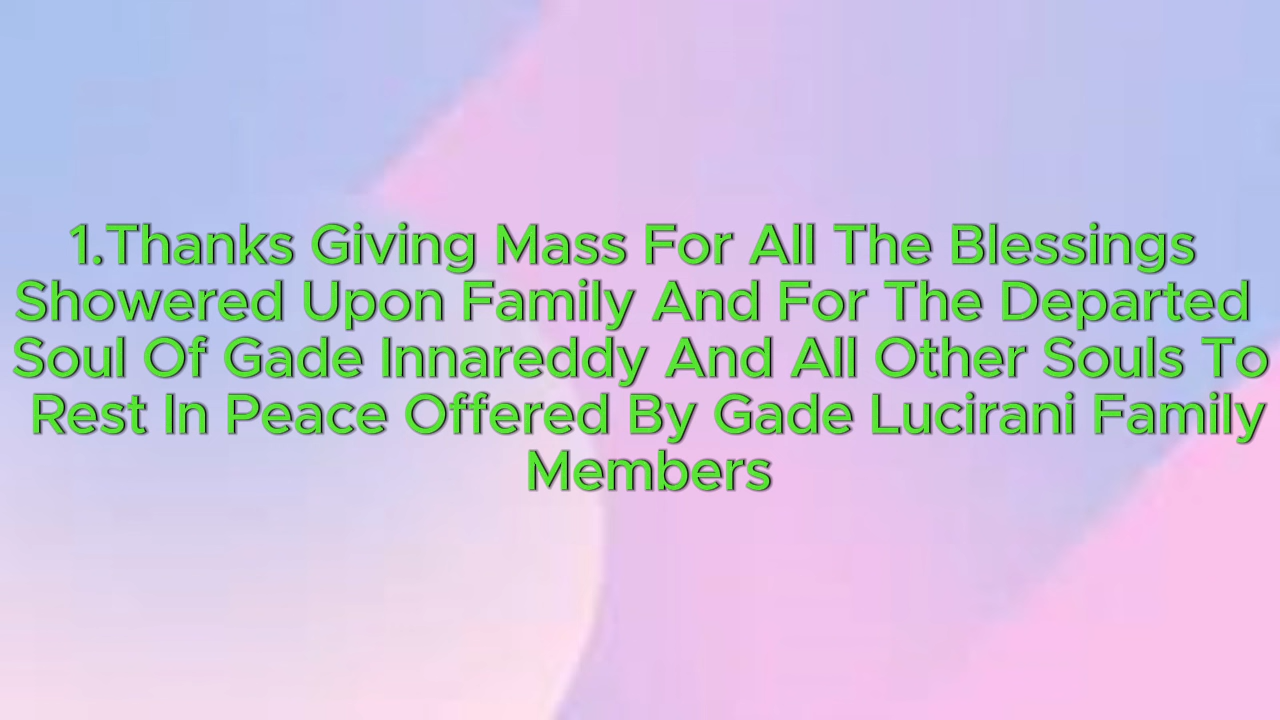 1.Thanks Giving Mass For All The Blessings
Showered Upon Family And For The Departed
Soul Of Gade Innareddy And All Other Souls To
Rest In Peace Offered By Gade Lucirani Family
Members